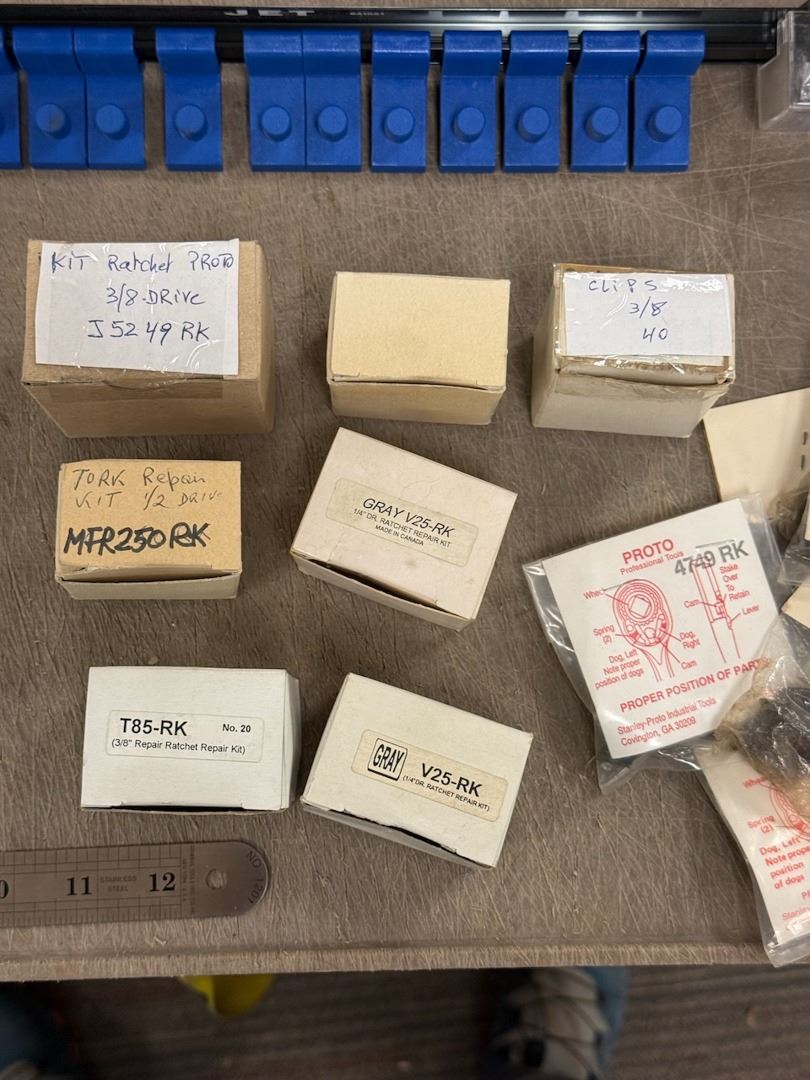 JET
KIT Ratchet PROTO
3/8-DRive
J5249 RK
CLiPS
3/8
40
TORK Repair
KIT 1/2 DRIVE
MFR250RK
GRAY V25-RK
1/4" DR. RATCHET REPAIR KIT
MADE IN CANADA
PROTO
Professional Tools
4749 RK
Stake
Over
To
Retain
Cam
Lever
Spring
(2)
Dog, Left
Note proper
position of dogs
Dog,
Right
Cam
PROPER POSITION OF PARTS
Stanley-Proto Industrial Tools
Covington, GA 30209
T85-RK No. 20
(3/8" Repair Ratchet Repair Kit)
GRAY
V25-RK
(1/4"DR. RATCHET REPAIR KIT)
Spring
(2)
Dog, Left
Note proper
position
of dogs
11 STAINLESS STEEL 12
NO 1201